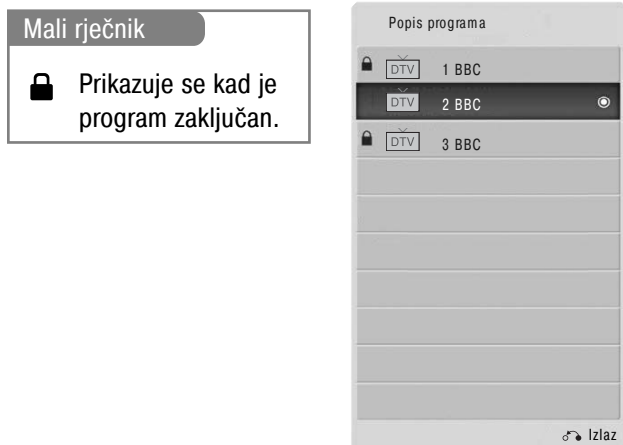 Mali rječnik
Prikazuje se kad je
program zaključan.
Popis programa
DTV 1 BBC
DTV 2 BBC
DTV 3 BBC
Izlaz